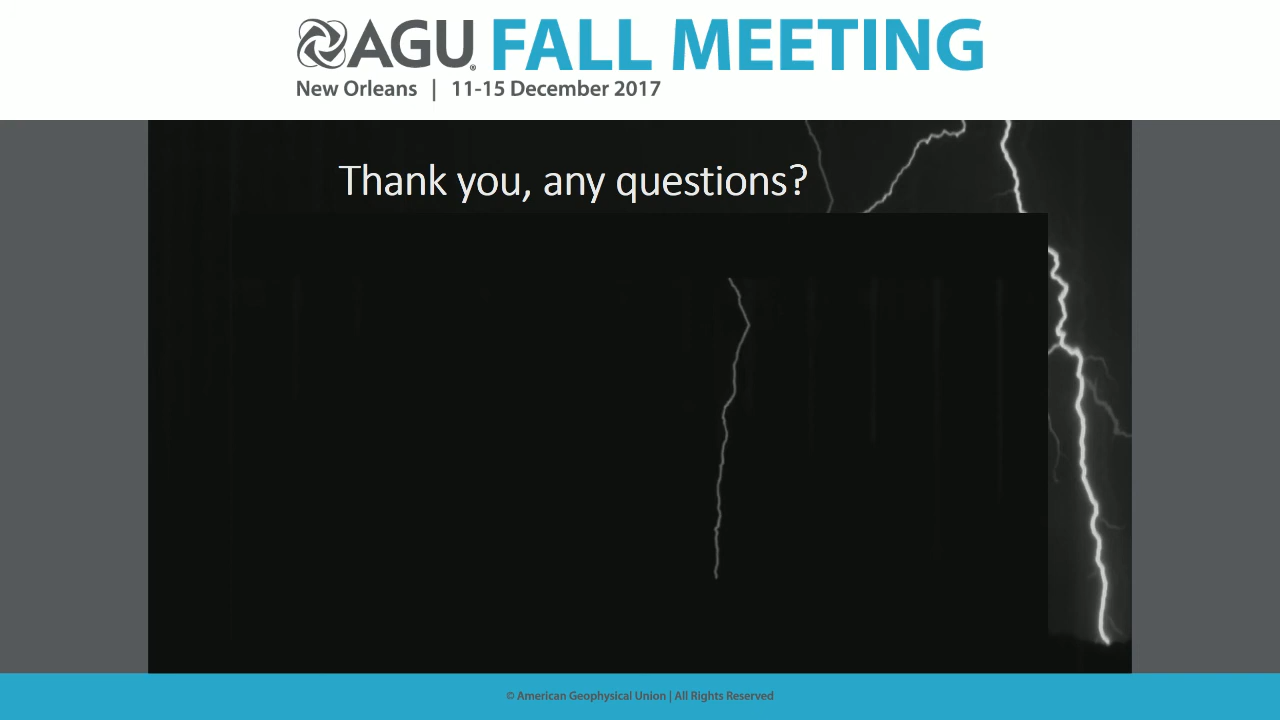 AGU FALL MEETING
New Orleans | 11-15 December 2017
Thank you, any questions?
© American Geophysical Union | All Rights Reserved